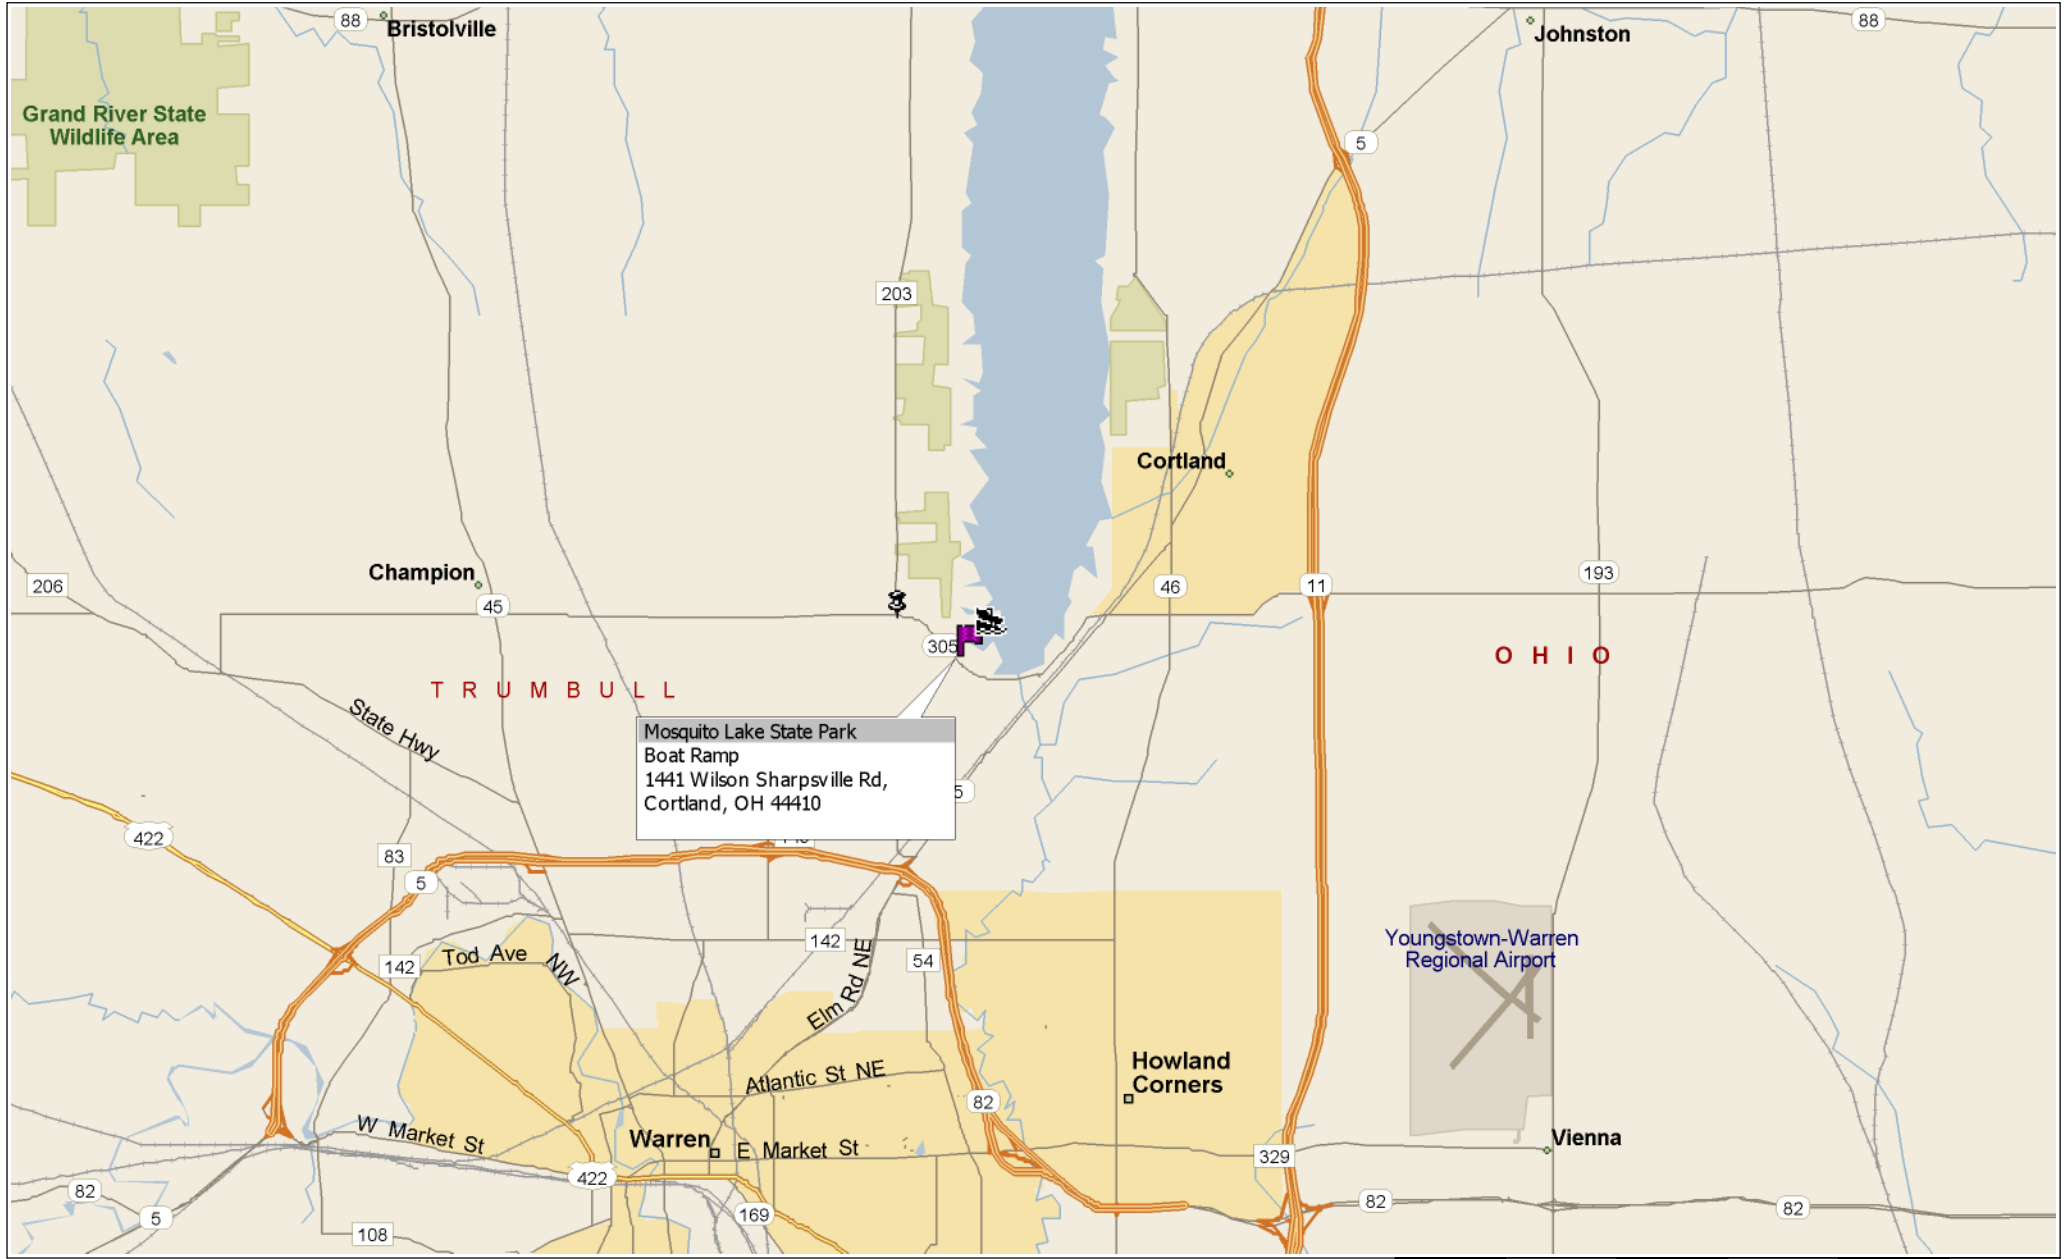 88
Bristolville
Johnston
88
Grand River State
Wildlife Area
5
203
Cortland
Champion
206
45
46
11
193
305
OHIO
TRUMBULL
State Hwy
Mosquito Lake State Park
Boat Ramp
1441 Wilson Sharpsville Rd,
Cortland, OH 44410
5
422
83
5
142
142
Tod Ave
NW
Elm Rd NE
54
Youngstown-Warren
Regional Airport
Howland
Corners
Atlantic St NE
82
W Market St
Warren
E Market St
Vienna
329
422
82
5
169
108
82
82